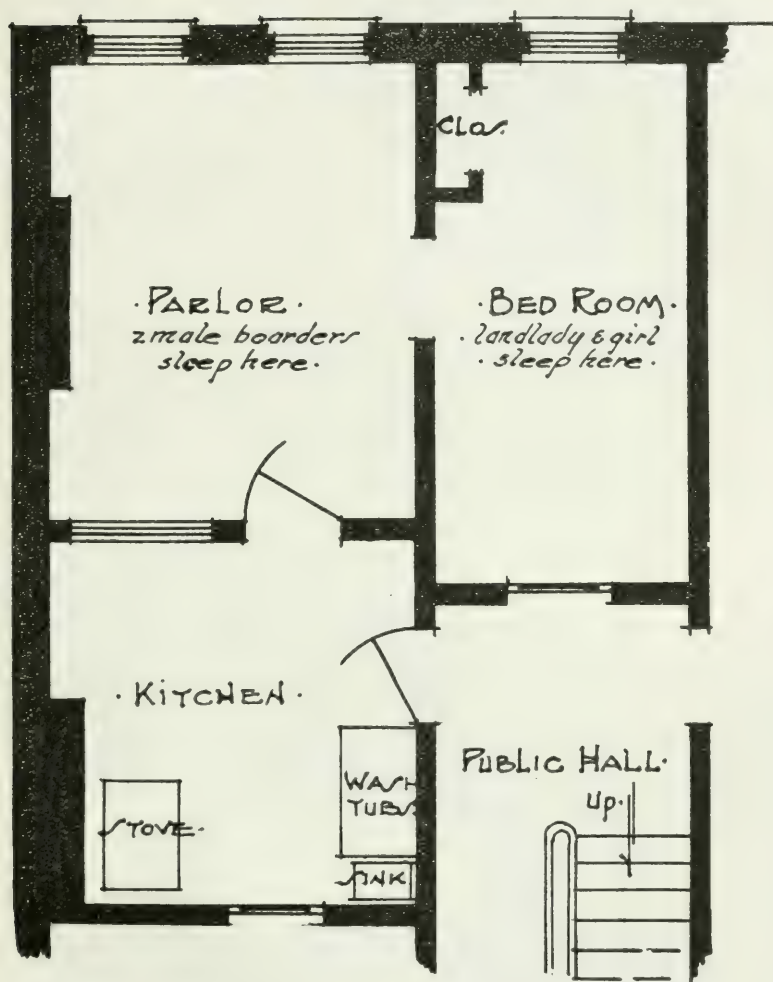 CLOS.
·PARLOR·
2 male boarders
sleep here·
·BED ROOM·
·landlady & girl
·sleep here·
·KITCHEN·
PUBLIC HALL·
Up·
WASH
TUBS
STOVE·
SINK